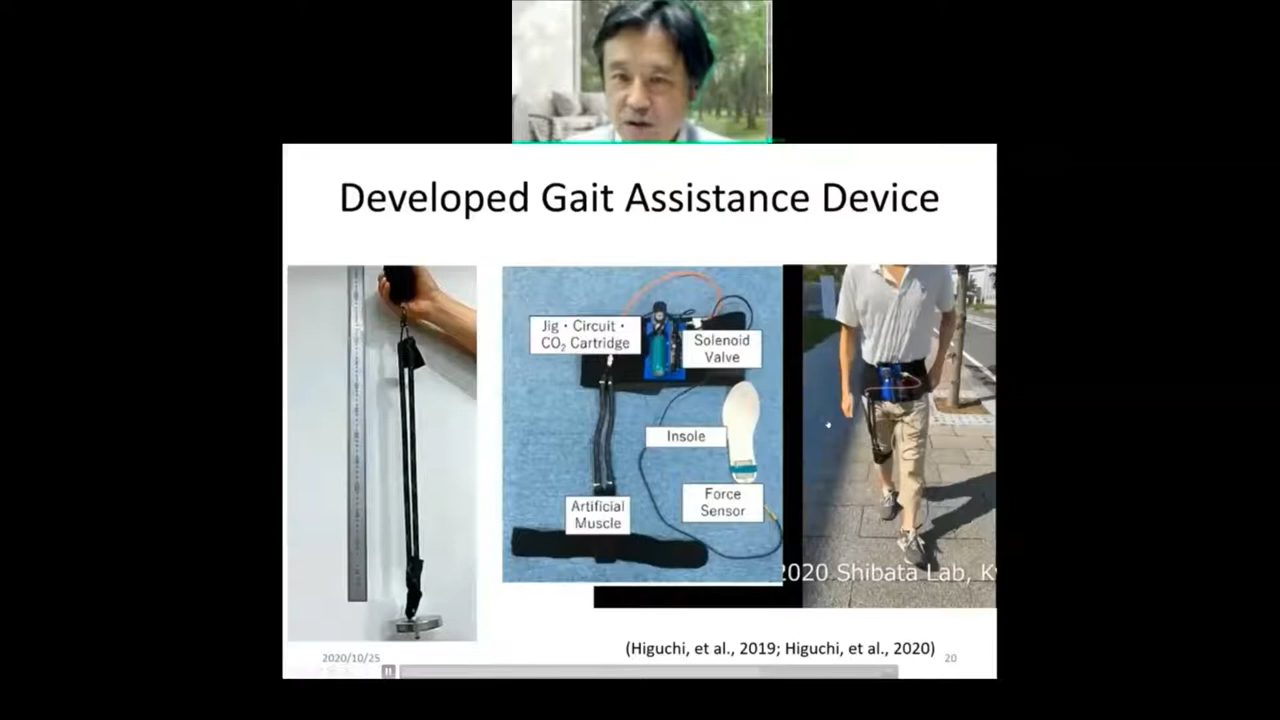 Developed Gait Assistance Device
Jig・Circuit・
CO₂ Cartridge
Solenoid
Valve
Insole
Force
Sensor
Artificial
Muscle
2020 Shibata Lab,
(Higuchi, et al., 2019; Higuchi, et al., 2020)
2020/10/25
20